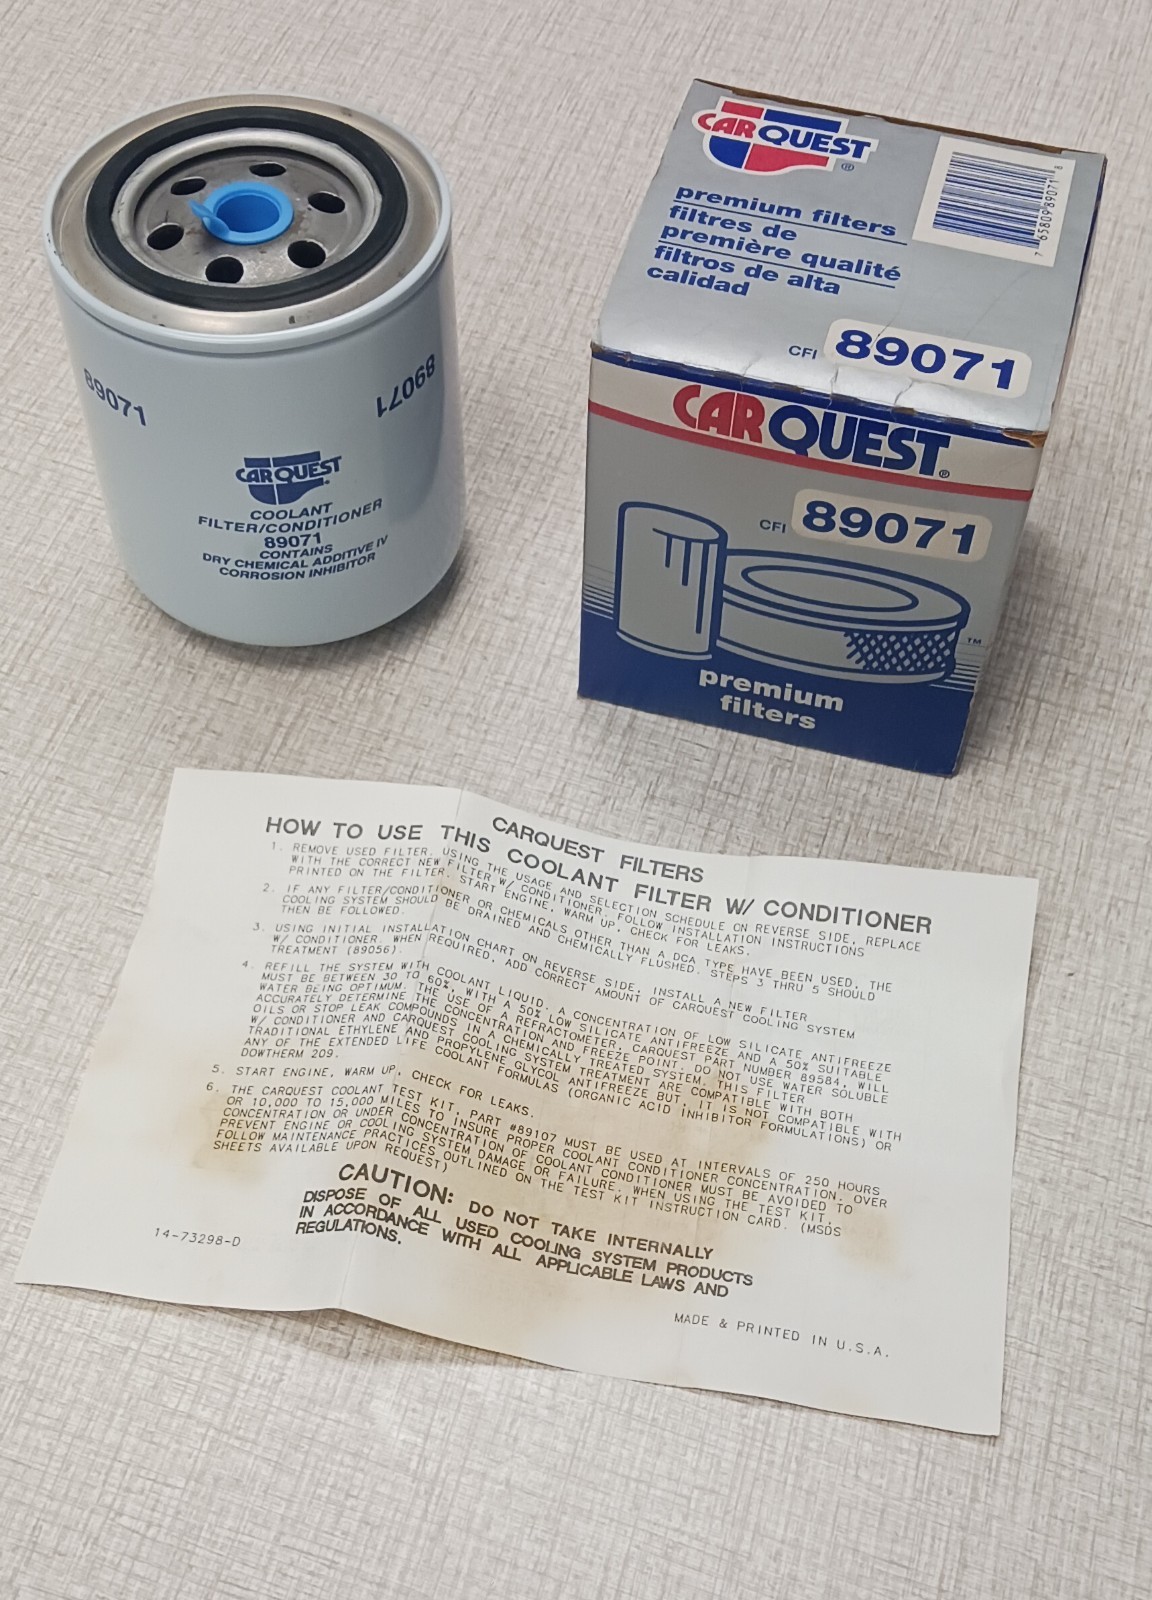 89071
89071
CARQUEST
COOLANT
FILTER/CONDITIONER
89071
CONTAINS
DRY CHEMICAL ADDITIVE IV
CORROSION INHIBITOR
CARQUEST
premium filters
filtres de
première qualité
filtros de alta
calidad
7 65809 89071 8
CFI 89071
CARQUEST
CFI 89071
TM
premium
filters
CARQUEST FILTERS
HOW TO USE THIS COOLANT FILTER W/ CONDITIONER
1. REMOVE USED FILTER. USING THE USAGE AND SELECTION SCHEDULE ON REVERSE SIDE, REPLACE
WITH THE CORRECT NEW FILTER W/ CONDITIONER. FOLLOW INSTALLATION INSTRUCTIONS
PRINTED ON THE FILTER. START ENGINE, WARM UP, CHECK FOR LEAKS.
2. IF ANY FILTER/CONDITIONER OR CHEMICALS OTHER THAN A DCA TYPE HAVE BEEN USED, THE
COOLING SYSTEM SHOULD BE DRAINED AND CHEMICALLY FLUSHED. STEPS 3 THRU 5 SHOULD
THEN BE FOLLOWED.
3. USING INITIAL INSTALLATION CHART ON REVERSE SIDE, INSTALL A NEW FILTER
W/ CONDITIONER. WHEN REQUIRED, ADD CORRECT AMOUNT OF CARQUEST COOLING SYSTEM
TREATMENT (89056).
4. REFILL THE SYSTEM WITH COOLANT LIQUID. A CONCENTRATION OF LOW SILICATE ANTIFREEZE
MUST BE BETWEEN 30 TO 60%, WITH A 50% LOW SILICATE ANTIFREEZE AND A 50% SUITABLE
WATER BEING OPTIMUM. THE USE OF A REFRACTOMETER, CARQUEST PART NUMBER 89584, WILL
ACCURATELY DETERMINE THE CONCENTRATION AND FREEZE POINT. DO NOT USE WATER SOLUBLE
OILS OR STOP LEAK COMPOUNDS IN A CHEMICALLY TREATED SYSTEM. THIS FILTER
W/ CONDITIONER AND CARQUEST COOLING SYSTEM TREATMENT ARE COMPATIBLE WITH BOTH
TRADITIONAL ETHYLENE AND PROPYLENE GLYCOL ANTIFREEZE BUT, IT IS NOT COMPATIBLE WITH
ANY OF THE EXTENDED LIFE COOLANT FORMULAS (ORGANIC ACID INHIBITOR FORMULATIONS) OR
DOWTHERM 209.
5. START ENGINE, WARM UP, CHECK FOR LEAKS.
6. THE CARQUEST COOLANT TEST KIT, PART #89107 MUST BE USED AT INTERVALS OF 250 HOURS
OR 10,000 TO 15,000 MILES TO INSURE PROPER COOLANT CONDITIONER CONCENTRATION. OVER
CONCENTRATION OR UNDER CONCENTRATION OF COOLANT CONDITIONER MUST BE AVOIDED TO
PREVENT ENGINE OR COOLING SYSTEM DAMAGE OR FAILURE. WHEN USING THE TEST KIT,
FOLLOW MAINTENANCE PRACTICES OUTLINED ON THE TEST KIT INSTRUCTION CARD. (MSDS
SHEETS AVAILABLE UPON REQUEST)
CAUTION: DO NOT TAKE INTERNALLY
DISPOSE OF ALL USED COOLING SYSTEM PRODUCTS
IN ACCORDANCE WITH ALL APPLICABLE LAWS AND
REGULATIONS.
14-73298-D
MADE & PRINTED IN U.S.A.